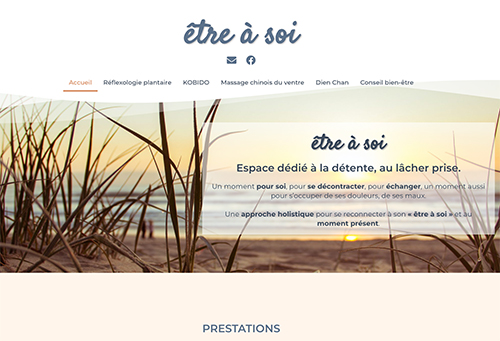 être à soi
Accueil Réflexologie plantaire KOBIDO Massage chinois du ventre Dien Chan Conseil bien-être
être à soi
Espace dédié à la détente, au lâcher prise.
Un moment pour soi, pour se décontracter, pour échanger, un moment aussi
pour s'occuper de ses douleurs, de ses maux.
Une approche holistique pour se reconnecter à son « être à soi » et au
moment présent.
PRESTATIONS